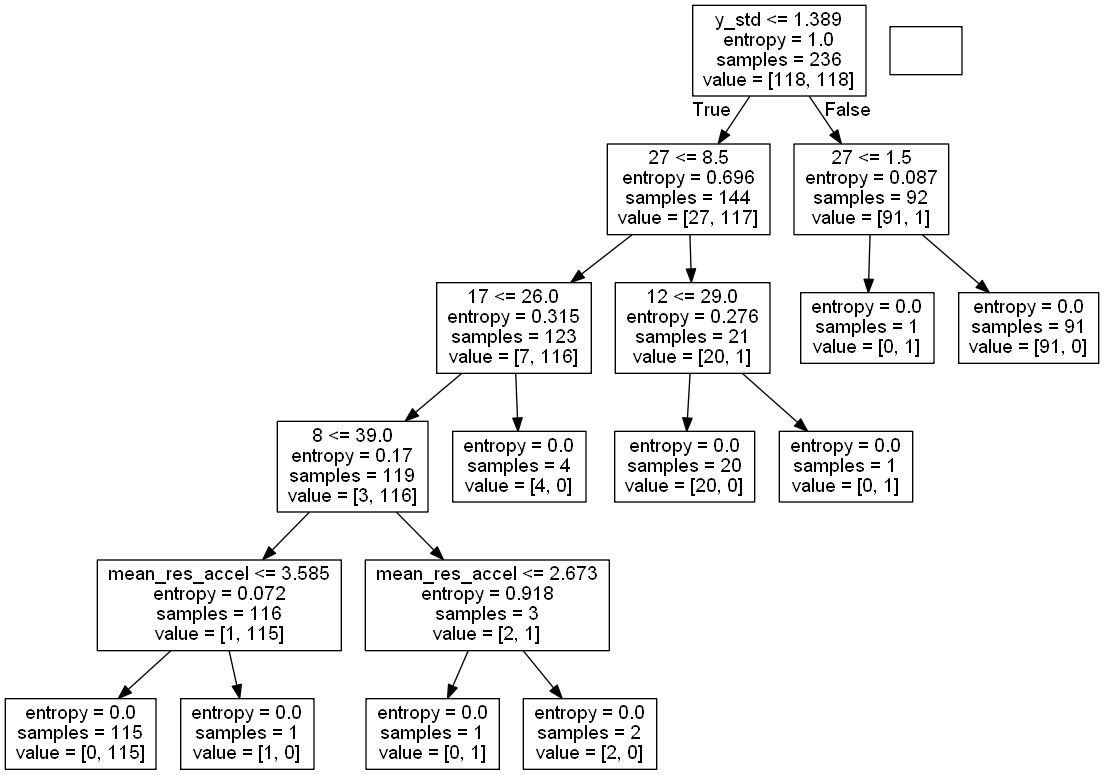 y_std <= 1.389
entropy = 1.0
samples = 236
value = [118, 118]
True
False
27 <= 8.5
entropy = 0.696
samples = 144
value = [27, 117]
27 <= 1.5
entropy = 0.087
samples = 92
value = [91, 1]
17 <= 26.0
entropy = 0.315
samples = 123
value = [7, 116]
12 <= 29.0
entropy = 0.276
samples = 21
value = [20, 1]
entropy = 0.0
samples = 1
value = [0, 1]
entropy = 0.0
samples = 91
value = [91, 0]
8 <= 39.0
entropy = 0.17
samples = 119
value = [3, 116]
entropy = 0.0
samples = 4
value = [4, 0]
entropy = 0.0
samples = 20
value = [20, 0]
entropy = 0.0
samples = 1
value = [0, 1]
mean_res_accel <= 3.585
entropy = 0.072
samples = 116
value = [1, 115]
mean_res_accel <= 2.673
entropy = 0.918
samples = 3
value = [2, 1]
entropy = 0.0
samples = 115
value = [0, 115]
entropy = 0.0
samples = 1
value = [1, 0]
entropy = 0.0
samples = 1
value = [0, 1]
entropy = 0.0
samples = 2
value = [2, 0]